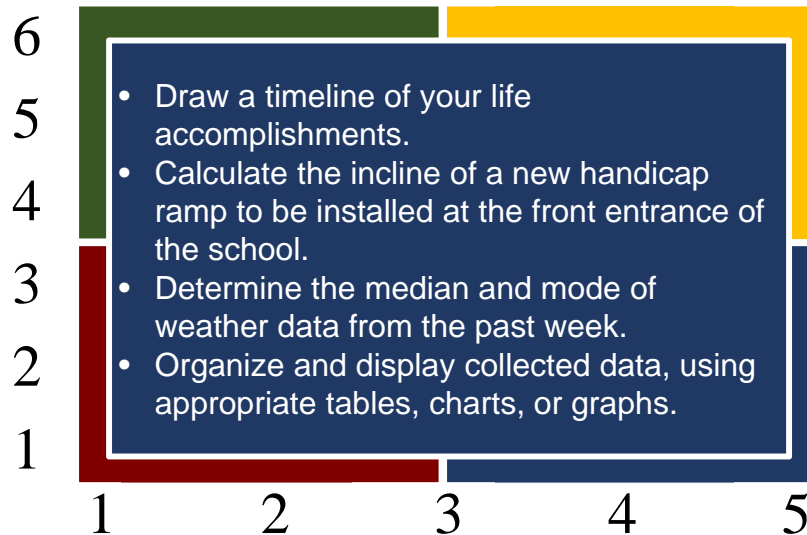 6
5
4
3
2
1
• Draw a timeline of your life
accomplishments.
• Calculate the incline of a new handicap
ramp to be installed at the front entrance of
the school.
• Determine the median and mode of
weather data from the past week.
• Organize and display collected data, using
appropriate tables, charts, or graphs.
1 2 3 4 5